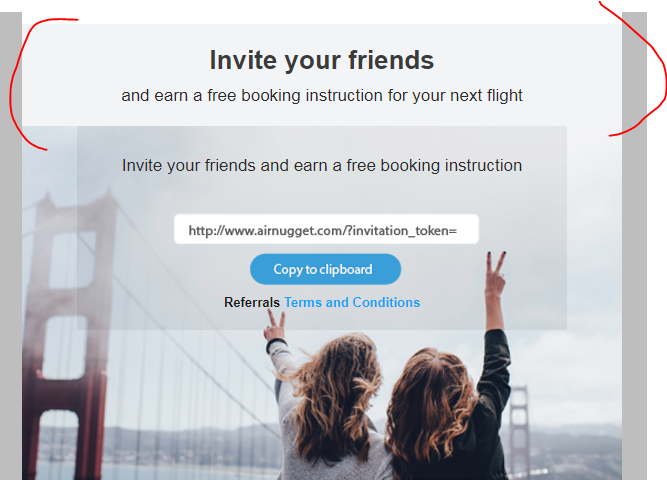 Invite your friends
and earn a free booking instruction for your next flight
Invite your friends and earn a free booking instruction
http://www.airnugget.com/?invitation_token=
Copy to clipboard
Referrals Terms and Conditions